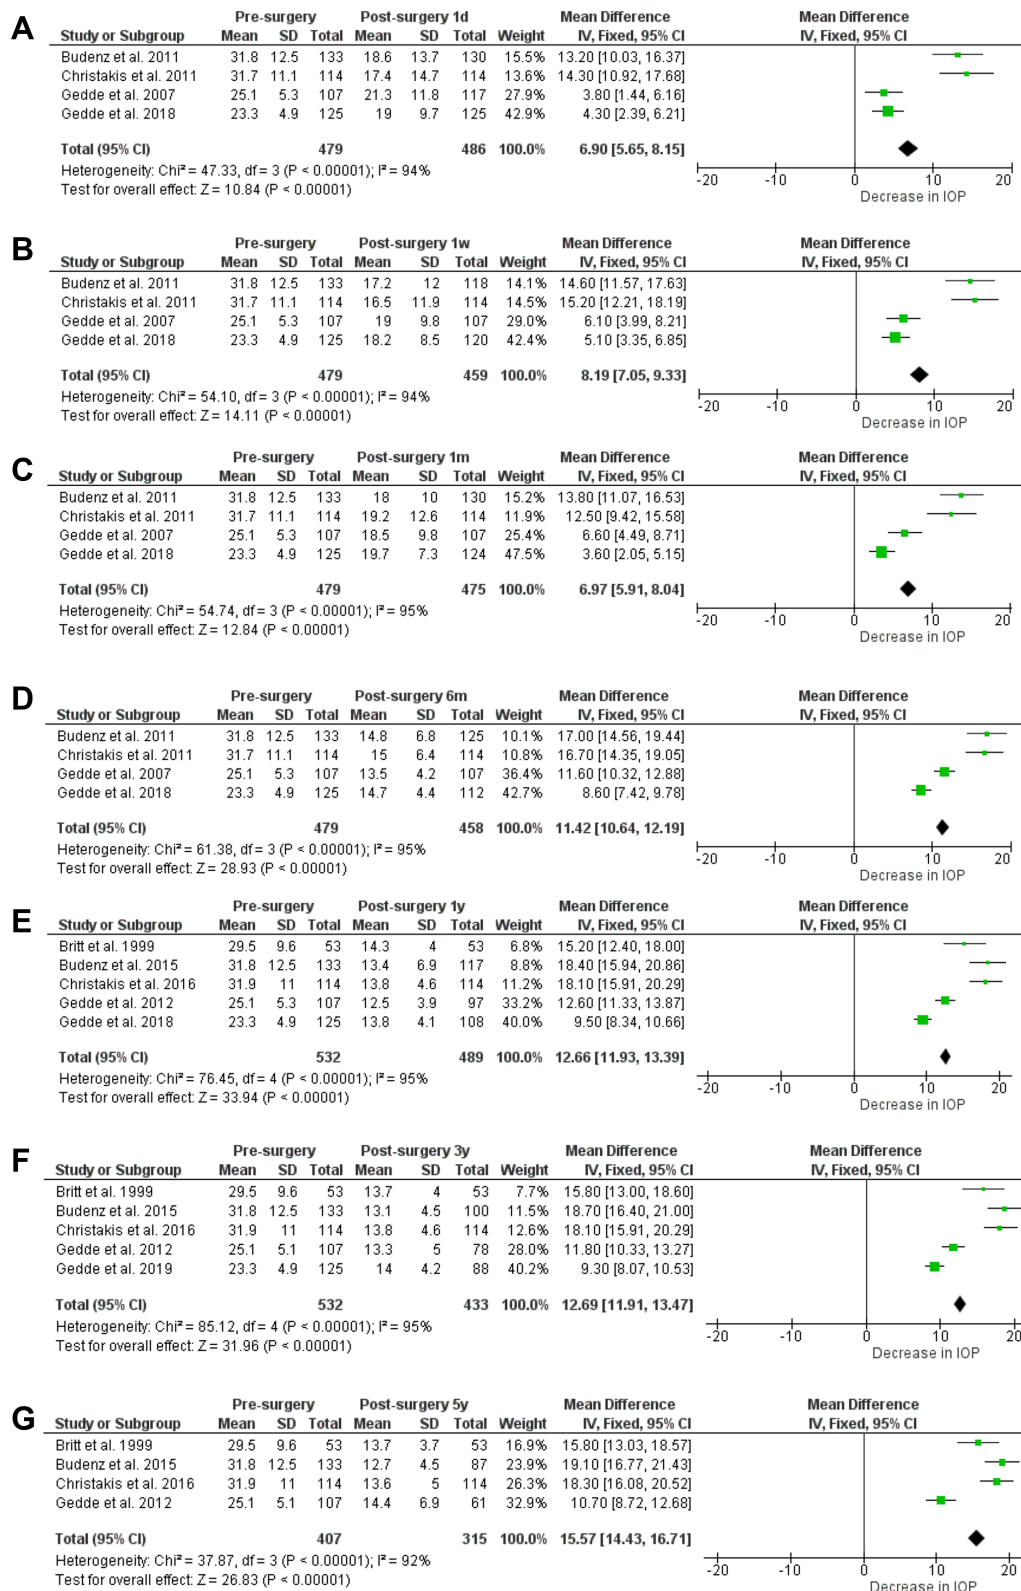 A
Pre-surgery Post-surgery 1d Mean Difference Mean Difference
Study or Subgroup Mean SD Total Mean SD Total Weight IV, Fixed, 95% CI IV, Fixed, 95% CI
Budenz et al. 2011 31.8 12.5 133 18.6 13.7 130 15.5% 13.20 [10.03, 16.37]
Christakis et al. 2011 31.7 11.1 114 17.4 14.7 114 13.6% 14.30 [10.92, 17.68]
Gedde et al. 2007 25.1 5.3 107 21.3 11.8 117 27.9% 3.80 [1.44, 6.16]
Gedde et al. 2018 23.3 4.9 125 19 9.7 125 42.9% 4.30 [2.39, 6.21]
Total (95% CI) 479 486 100.0% 6.90 [5.65, 8.15]
Heterogeneity: Chi² = 47.33, df = 3 (P < 0.00001); I² = 94%
Test for overall effect: Z = 10.84 (P < 0.00001)
-20 -10 0 10 20
Decrease in IOP
B
Pre-surgery Post-surgery 1w Mean Difference Mean Difference
Study or Subgroup Mean SD Total Mean SD Total Weight IV, Fixed, 95% CI IV, Fixed, 95% CI
Budenz et al. 2011 31.8 12.5 133 17.2 12 118 14.1% 14.60 [11.57, 17.63]
Christakis et al. 2011 31.7 11.1 114 16.5 11.9 114 14.5% 15.20 [12.21, 18.19]
Gedde et al. 2007 25.1 5.3 107 19 9.8 107 29.0% 6.10 [3.99, 8.21]
Gedde et al. 2018 23.3 4.9 125 18.2 8.5 120 42.4% 5.10 [3.35, 6.85]
Total (95% CI) 479 459 100.0% 8.19 [7.05, 9.33]
Heterogeneity: Chi² = 54.10, df = 3 (P < 0.00001); I² = 94%
Test for overall effect: Z = 14.11 (P < 0.00001)
-20 -10 0 10 20
Decrease in IOP
C
Pre-surgery Post-surgery 1m Mean Difference Mean Difference
Study or Subgroup Mean SD Total Mean SD Total Weight IV, Fixed, 95% CI IV, Fixed, 95% CI
Budenz et al. 2011 31.8 12.5 133 18 10 130 15.2% 13.80 [11.07, 16.53]
Christakis et al. 2011 31.7 11.1 114 19.2 12.6 114 11.9% 12.50 [9.42, 15.58]
Gedde et al. 2007 25.1 5.3 107 18.5 9.8 107 25.4% 6.60 [4.49, 8.71]
Gedde et al. 2018 23.3 4.9 125 19.7 7.3 124 47.5% 3.60 [2.05, 5.15]
Total (95% CI) 479 475 100.0% 6.97 [5.91, 8.04]
Heterogeneity: Chi² = 54.74, df = 3 (P < 0.00001); I² = 95%
Test for overall effect: Z = 12.84 (P < 0.00001)
-20 -10 0 10 20
Decrease in IOP
D
Pre-surgery Post-surgery 6m Mean Difference Mean Difference
Study or Subgroup Mean SD Total Mean SD Total Weight IV, Fixed, 95% CI IV, Fixed, 95% CI
Budenz et al. 2011 31.8 12.5 133 14.8 6.8 125 10.1% 17.00 [14.56, 19.44]
Christakis et al. 2011 31.7 11.1 114 15 6.4 114 11.0% 16.70 [14.35, 19.05]
Gedde et al. 2007 25.1 5.3 107 13.5 4.2 107 36.4% 11.60 [10.32, 12.88]
Gedde et al. 2018 23.3 4.9 125 14.7 4.4 112 42.7% 8.60 [7.42, 9.78]
Total (95% CI) 479 458 100.0% 11.42 [10.64, 12.19]
Heterogeneity: Chi² = 61.38, df = 3 (P < 0.00001); I² = 95%
Test for overall effect: Z = 28.93 (P < 0.00001)
-20 -10 0 10 20
Decrease in IOP
E
Pre-surgery Post-surgery 1y Mean Difference Mean Difference
Study or Subgroup Mean SD Total Mean SD Total Weight IV, Fixed, 95% CI IV, Fixed, 95% CI
Britt et al. 1999 29.5 9.6 53 14.3 4 53 6.8% 15.20 [12.40, 18.00]
Budenz et al. 2015 31.8 12.5 133 13.4 6.9 117 8.8% 18.40 [15.94, 20.86]
Christakis et al. 2016 31.9 11 114 13.8 4.6 114 11.2% 18.10 [15.91, 20.29]
Gedde et al. 2012 25.1 5.3 107 12.5 3.9 97 33.2% 12.60 [11.33, 13.87]
Gedde et al. 2018 23.3 4.9 125 13.8 4.1 108 40.0% 9.50 [8.34, 10.66]
Total (95% CI) 532 489 100.0% 12.66 [11.93, 13.39]
Heterogeneity: Chi² = 76.45, df = 4 (P < 0.00001); I² = 95%
Test for overall effect: Z = 33.94 (P < 0.00001)
-20 -10 0 10 20
Decrease in IOP
F
Pre-surgery Post-surgery 3y Mean Difference Mean Difference
Study or Subgroup Mean SD Total Mean SD Total Weight IV, Fixed, 95% CI IV, Fixed, 95% CI
Britt et al. 1999 29.5 9.6 53 13.7 4 53 7.7% 15.80 [13.00, 18.60]
Budenz et al. 2015 31.8 12.5 133 13.1 4.5 100 11.5% 18.70 [16.40, 21.00]
Christakis et al. 2016 31.9 11 114 13.8 4.6 114 12.6% 18.10 [15.91, 20.29]
Gedde et al. 2012 25.1 5.1 107 13.3 5 78 28.0% 11.80 [10.33, 13.27]
Gedde et al. 2019 23.3 4.9 125 14 4.2 88 40.2% 9.30 [8.07, 10.53]
Total (95% CI) 532 433 100.0% 12.69 [11.91, 13.47]
Heterogeneity: Chi² = 85.12, df = 4 (P < 0.00001); I² = 95%
Test for overall effect: Z = 31.96 (P < 0.00001)
-20 -10 0 10 20
Decrease in IOP
G
Pre-surgery Post-surgery 5y Mean Difference Mean Difference
Study or Subgroup Mean SD Total Mean SD Total Weight IV, Fixed, 95% CI IV, Fixed, 95% CI
Britt et al. 1999 29.5 9.6 53 13.7 3.7 53 16.9% 15.80 [13.03, 18.57]
Budenz et al. 2015 31.8 12.5 133 12.7 4.5 87 23.9% 19.10 [16.77, 21.43]
Christakis et al. 2016 31.9 11 114 13.6 5 114 26.3% 18.30 [16.08, 20.52]
Gedde et al. 2012 25.1 5.1 107 14.4 6.9 61 32.9% 10.70 [8.72, 12.68]
Total (95% CI) 407 315 100.0% 15.57 [14.43, 16.71]
Heterogeneity: Chi² = 37.87, df = 3 (P < 0.00001); I² = 92%
Test for overall effect: Z = 26.83 (P < 0.00001)
-20 -10 0 10 20
Decrease in IOP